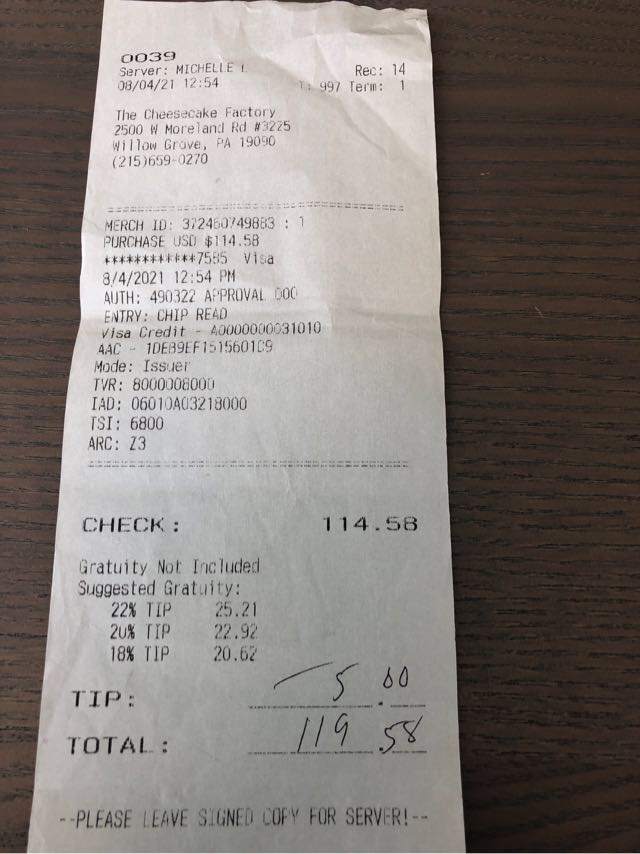 0039
Server: MICHELLE L Rec: 14
08/04/21 12:54 997 Term: 1
The Cheesecake Factory
2500 W Moreland Rd #3225
Willow Grove, PA 19090
(215)659-0270
MERCH ID: 372460749883 : 1
PURCHASE USD $114.58
************7585 Visa
8/4/2021 12:54 PM
AUTH: 490322 APPROVAL 000
ENTRY: CHIP READ
Visa Credit - A0000000031010
AAC -
Mode: Issuer
TVR: 8000008000
IAD: 06010A03218000
TSI: 6800
ARC: Z3
CHECK: 114.58
Gratuity Not Included
Suggested Gratuity:
22% TIP 25.21
20% TIP 22.92
18% TIP 20.62
TIP: 5.00
TOTAL: 119.58
--PLEASE LEAVE SIGNED COPY FOR SERVER!--